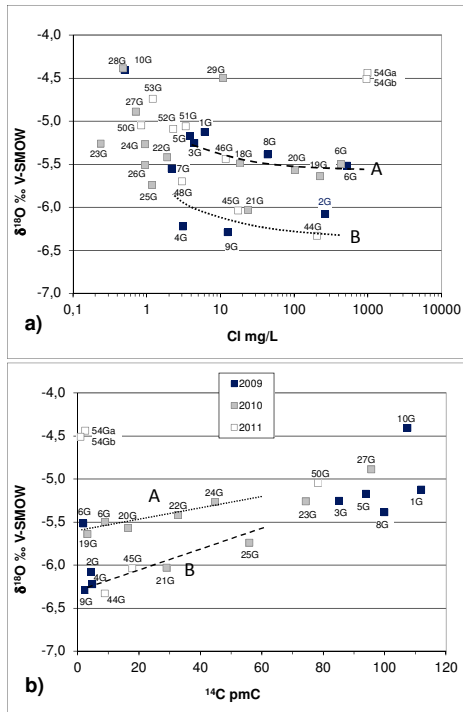 -4,0
28G 10G
29G
54Ga
54Gb
-4,5
27G
53G
50G
52G
51G
1G
-5,0
5G
3G
8G
23G
24G
22G
46G
18G
20G
19G
6G
6G
A
-5,5
26G
25G
7G
48G
2G
45G
21G
-6,0
4G
9G
44G
B
-6,5
-7,0
0,1 1 10 100 1000 10000
δ18O ‰ V-SMOW
Cl mg/L
a)
-4,0
2009
2010
2011
54Ga
54Gb
10G
-4,5
27G
50G
-5,0
A
24G
22G
23G
3G
5G
8G
1G
6G
6G
20G
19G
-5,5
25G
B
2G
45G
21G
-6,0
4G
9G
44G
-6,5
-7,0
0 20 40 60 80 100 120
δ18O ‰ V-SMOW
14C pmC
b)